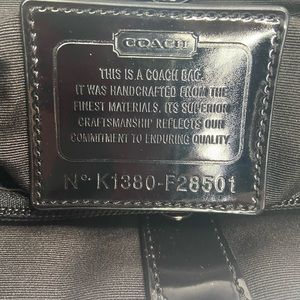 COACH
THIS IS A COACH BAG.
IT WAS HANDCRAFTED FROM THE
FINEST MATERIALS. ITS SUPERIOR
CRAFTSMANSHIP REFLECTS OUR
COMMITMENT TO ENDURING QUALITY.
Nº K1380-F28501